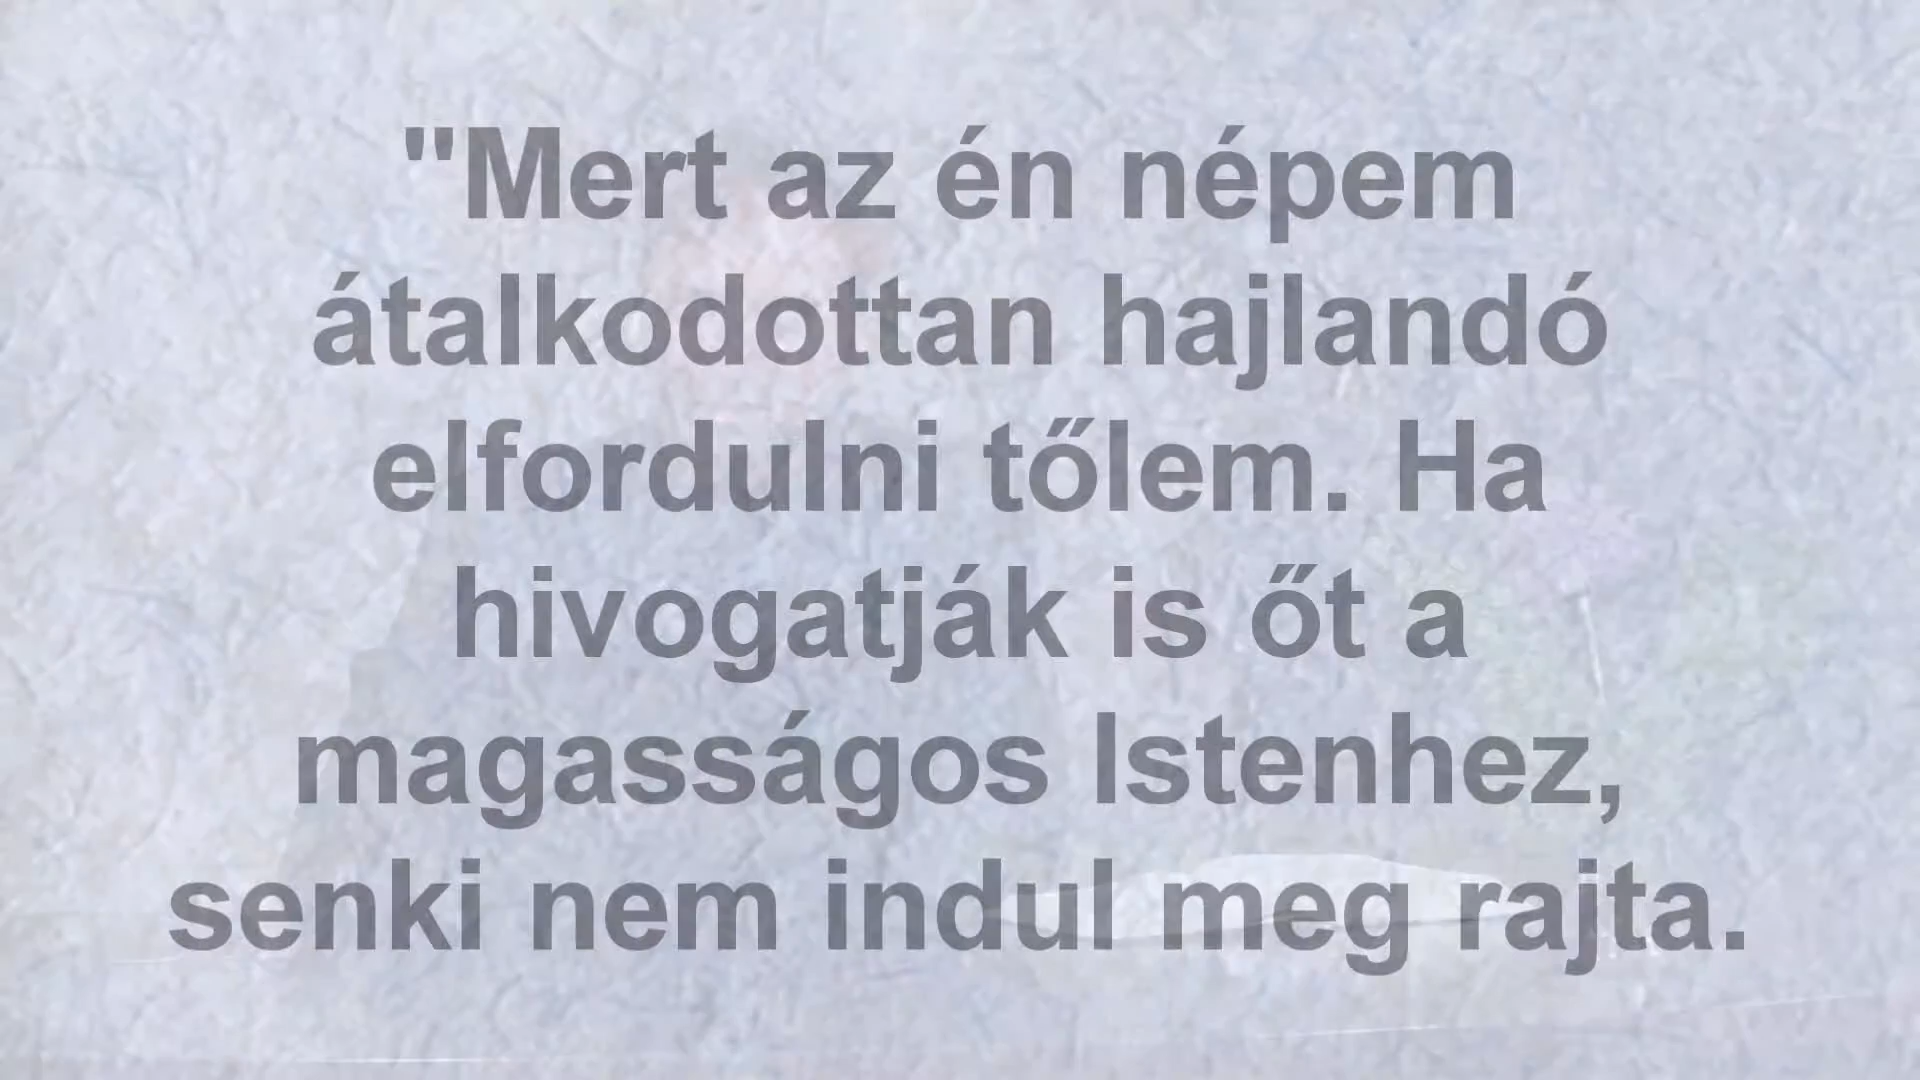 "Mert az én népem
átalkodottan hajlandó
elfordulni tőlem. Ha
hivogatják is őt a
magasságos Istenhez,
senki nem indul meg rajta.